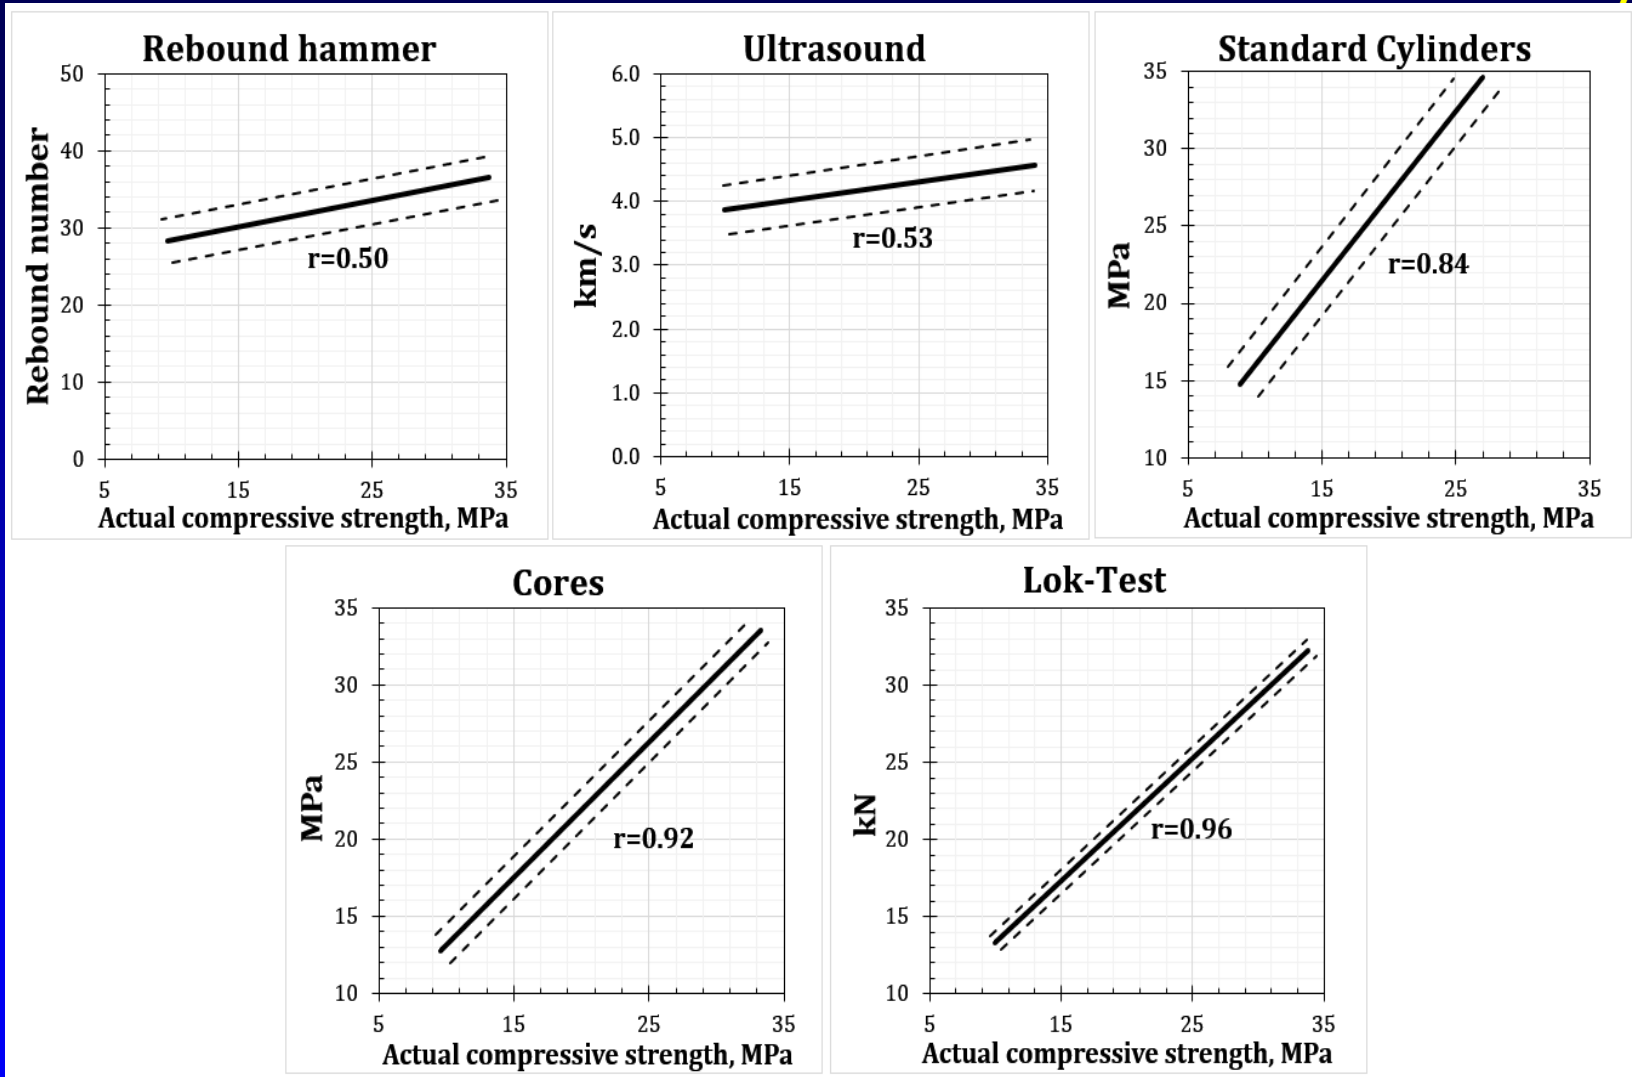 Rebound hammer
Rebound number
50
40
30
20
10
0
5 15 25 35
Actual compressive strength, MPa
r=0.50
Ultrasound
km/s
6.0
5.0
4.0
3.0
2.0
1.0
0.0
5 15 25 35
Actual compressive strength, MPa
r=0.53
Standard Cylinders
MPa
35
30
25
20
15
10
5 15 25 35
Actual compressive strength, MPa
r=0.84
Cores
MPa
35
30
25
20
15
10
5 15 25 35
Actual compressive strength, MPa
r=0.92
Lok-Test
kN
35
30
25
20
15
10
5 15 25 35
Actual compressive strength, MPa
r=0.96